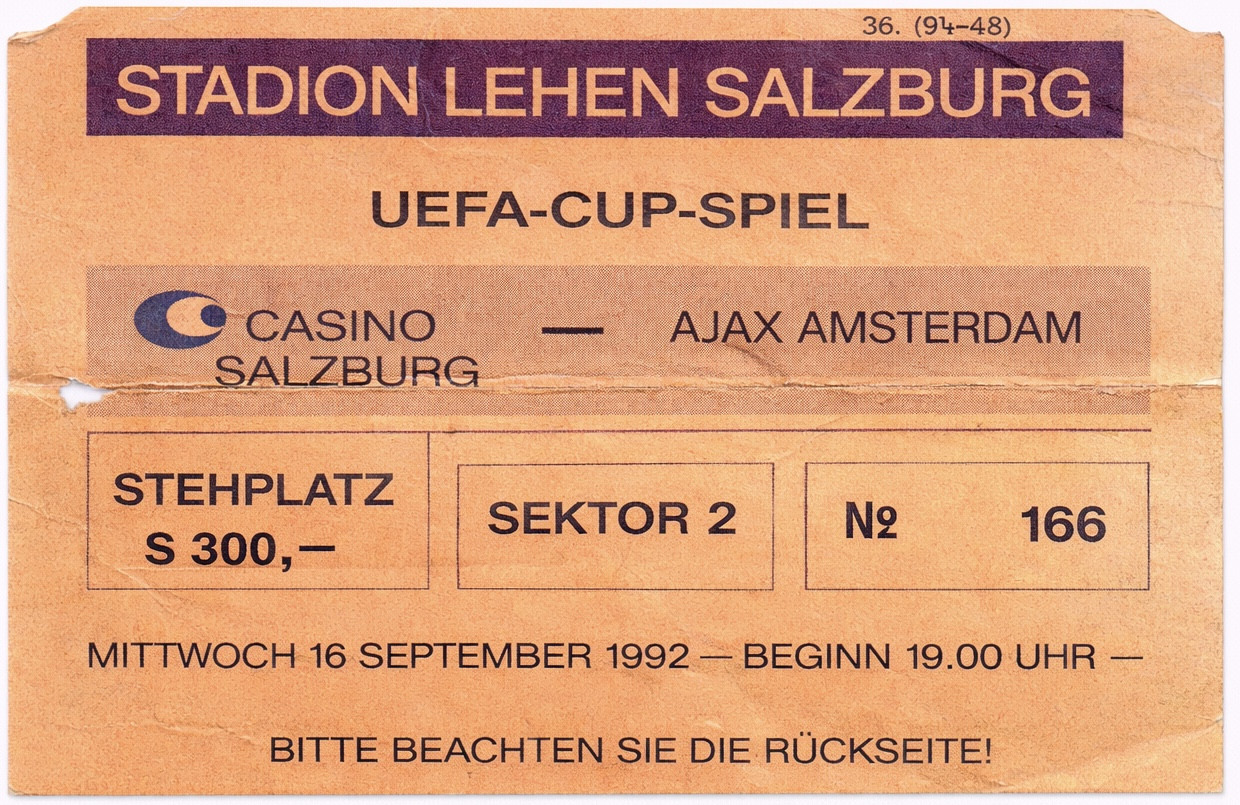 36. (94–48)
STADION LEHEN SALZBURG
UEFA-CUP-SPIEL
CASINO SALZBURG — AJAX AMSTERDAM
STEHPLATZ
S 300,—
SEKTOR 2
№ 166
MITTWOCH 16 SEPTEMBER 1992 — BEGINN 19.00 UHR —
BITTE BEACHTEN SIE DIE RÜCKSEITE!